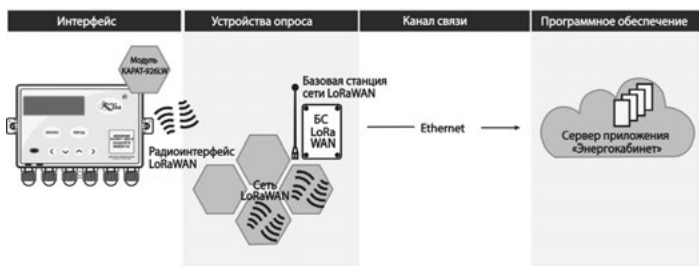 Интерфейс
Устройства опроса
Канал связи
Программное обеспечение
Модуль
КАРАТ-926LW
Радиоинтерфейс
LoRaWAN
Базовая станция
сети LoRaWAN
БС
LoRa
WAN
Сеть
LoRaWAN
Ethernet
Сервер приложения
«Энергокабинет»